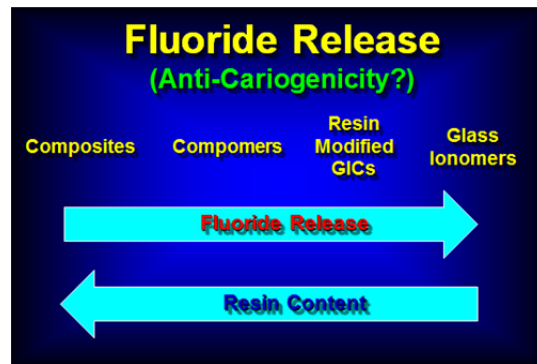 Fluoride Release
(Anti-Cariogenicity?)
Composites
Compomers
Resin
Modified
GICs
Glass
Ionomers
Fluoride Release
Resin Content